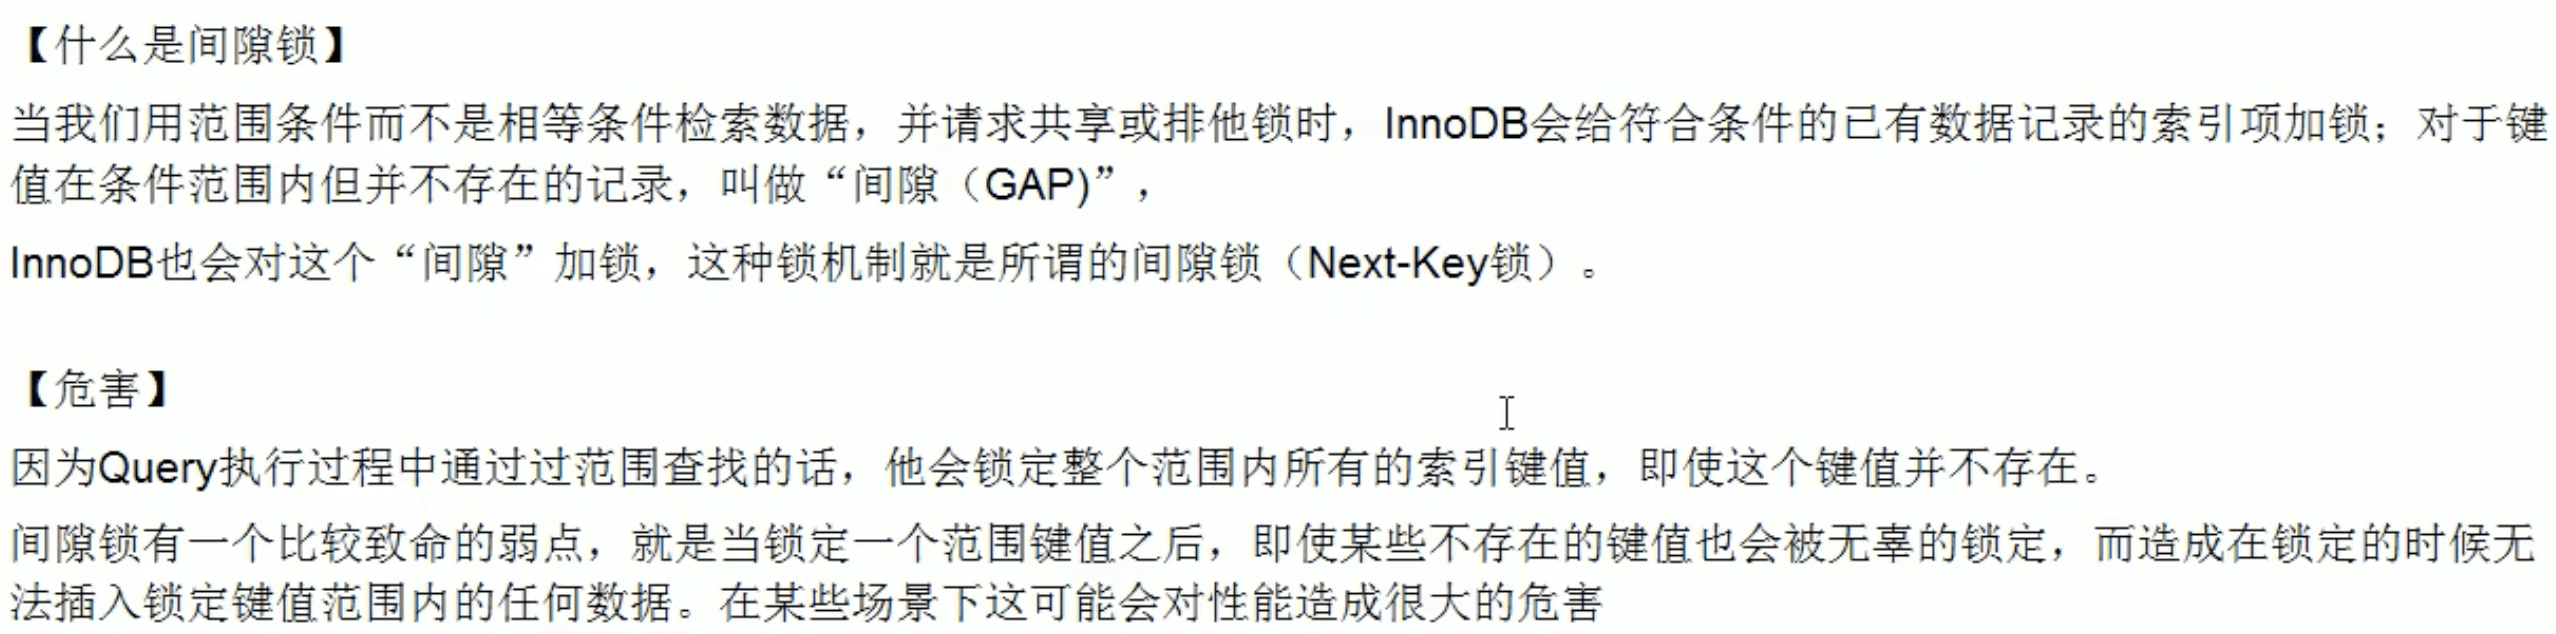 【什么是间隙锁】
当我们用范围条件而不是相等条件检索数据，并请求共享或排他锁时，InnoDB会给符合条件的已有数据记录的索引项加锁；对于键
值在条件范围内但并不存在的记录，叫做“间隙（GAP)”，
InnoDB也会对这个“间隙”加锁，这种锁机制就是所谓的间隙锁（Next-Key锁）。
【危害】
因为Query执行过程中通过过范围查找的话，他会锁定整个范围内所有的索引键值，即使这个键值并不存在。
间隙锁有一个比较致命的弱点，就是当锁定一个范围键值之后，即使某些不存在的键值也会被无辜的锁定，而造成在锁定的时候无
法插入锁定键值范围内的任何数据。在某些场景下这可能会对性能造成很大的危害